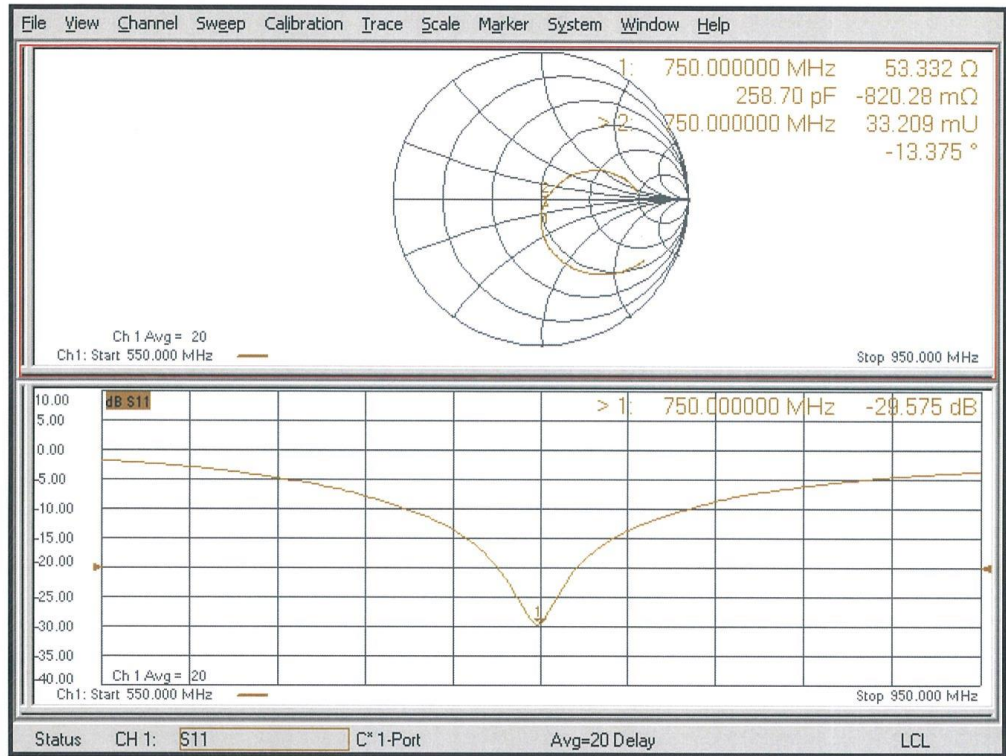 File View Channel Sweep Calibration Trace Scale Marker System Window Help
1: 750.000000 MHz 53.332 Ω
258.70 pF -820.28 mΩ
> 2: 750.000000 MHz 33.209 mU
-13.375 °
Ch 1 Avg = 20
Ch1: Start 550.000 MHz
Stop 950.000 MHz
10.00
dB S11
> 1: 750.000000 MHz -29.575 dB
5.00
0.00
-5.00
-10.00
-15.00
-20.00
-25.00
1
-30.00
-35.00
-40.00
Ch 1 Avg = 20
Ch1: Start 550.000 MHz
Stop 950.000 MHz
Status CH 1: S11 C* 1-Port Avg=20 Delay LCL